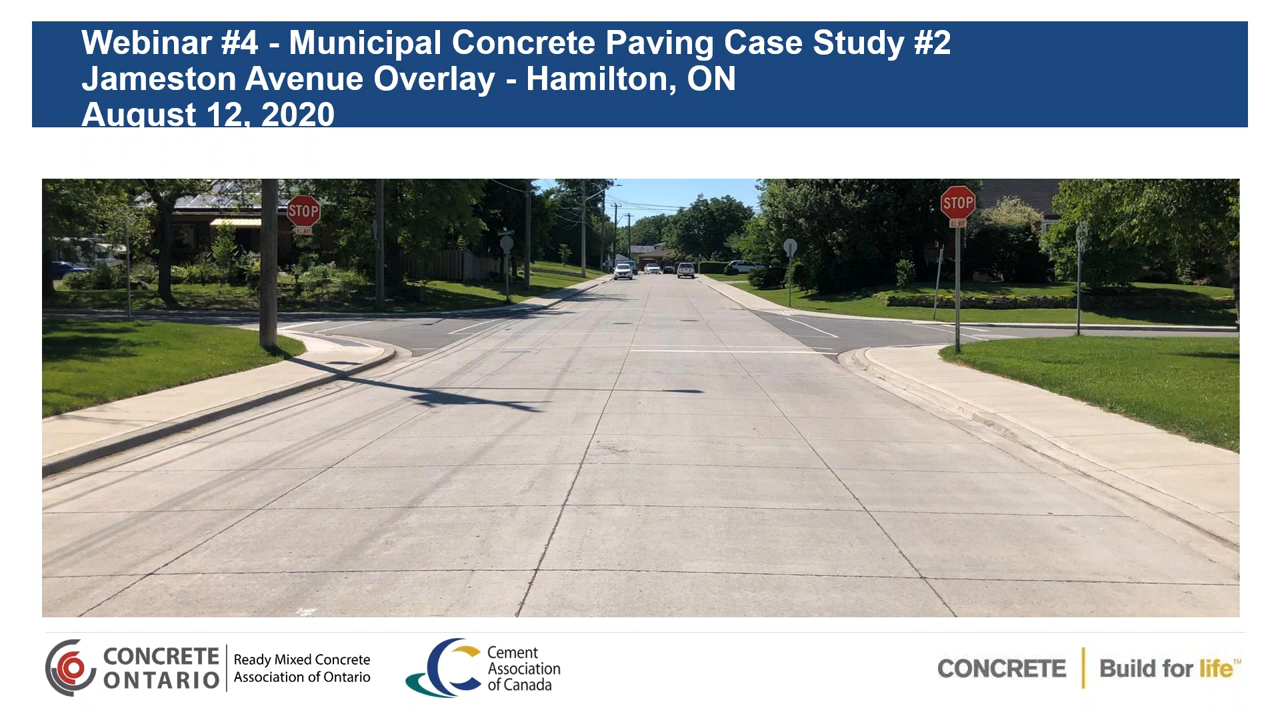 Webinar #4 - Municipal Concrete Paving Case Study #2
Jameston Avenue Overlay - Hamilton, ON
August 12, 2020
STOP
STOP
CONCRETE
ONTARIO
Ready Mixed Concrete
Association of Ontario
Cement
Association
of Canada
CONCRETE
Build for life™